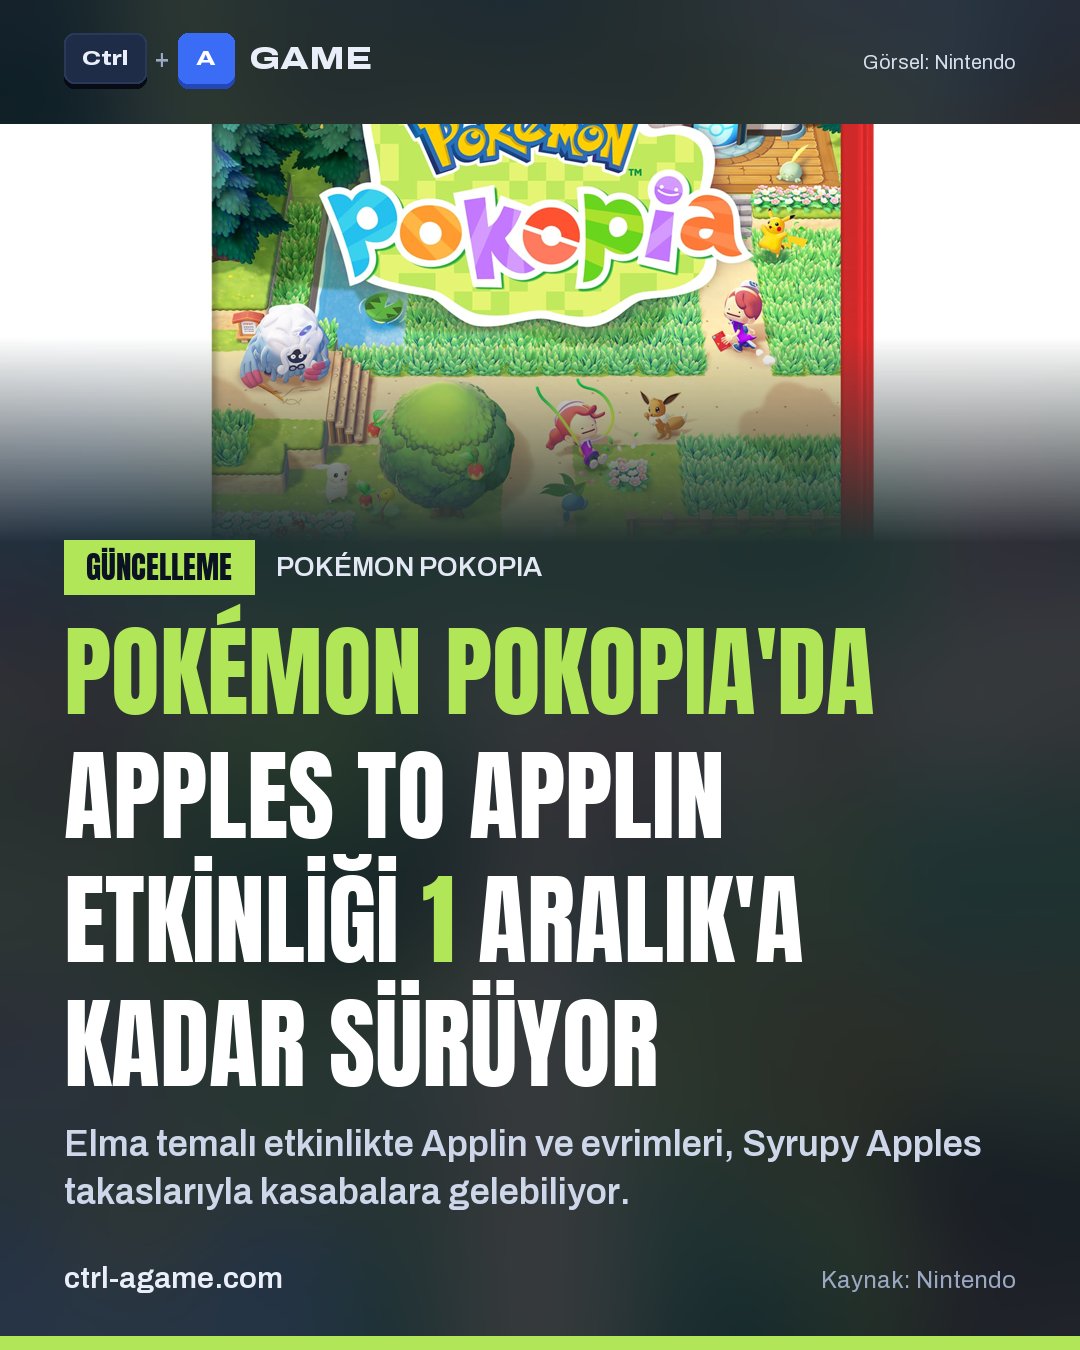 Ctrl + A GAME
Görsel: Nintendo
POKÉMON
TM
pokopia
GÜNCELLEME
POKÉMON POKOPIA
POKÉMON POKOPIA'DA
APPLES TO APPLIN
ETKİNLİĞİ 1 ARALIK'A
KADAR SÜRÜYOR
Elma temalı etkinlikte Applin ve evrimleri, Syrupy Apples
takaslarıyla kasabalara gelebiliyor.
ctrl-agame.com
Kaynak: Nintendo